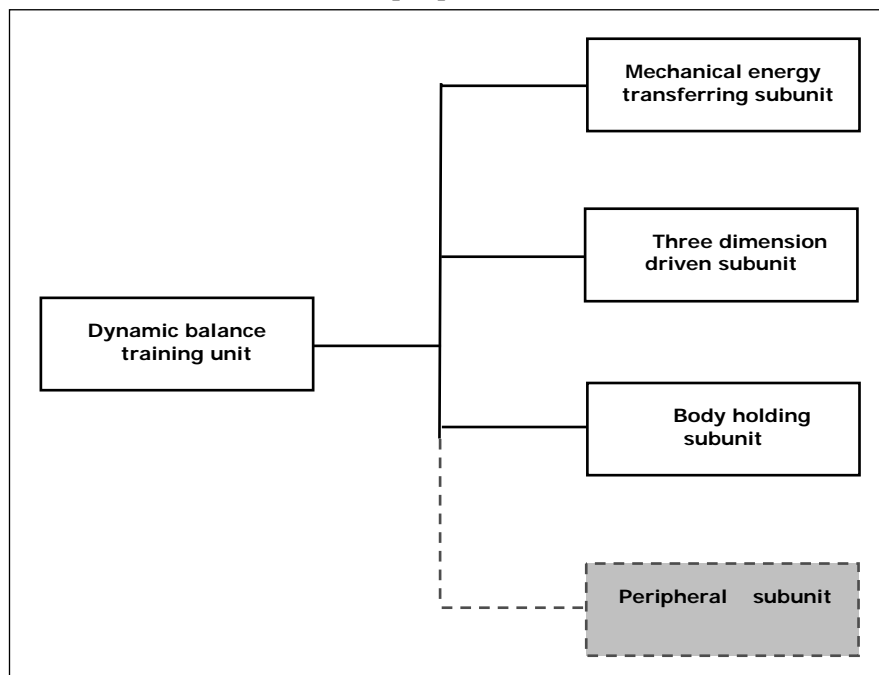 Mechanical energy
transferring subunit
Three dimension
driven subunit
Dynamic balance
training unit
Body holding
subunit
Peripheral subunit